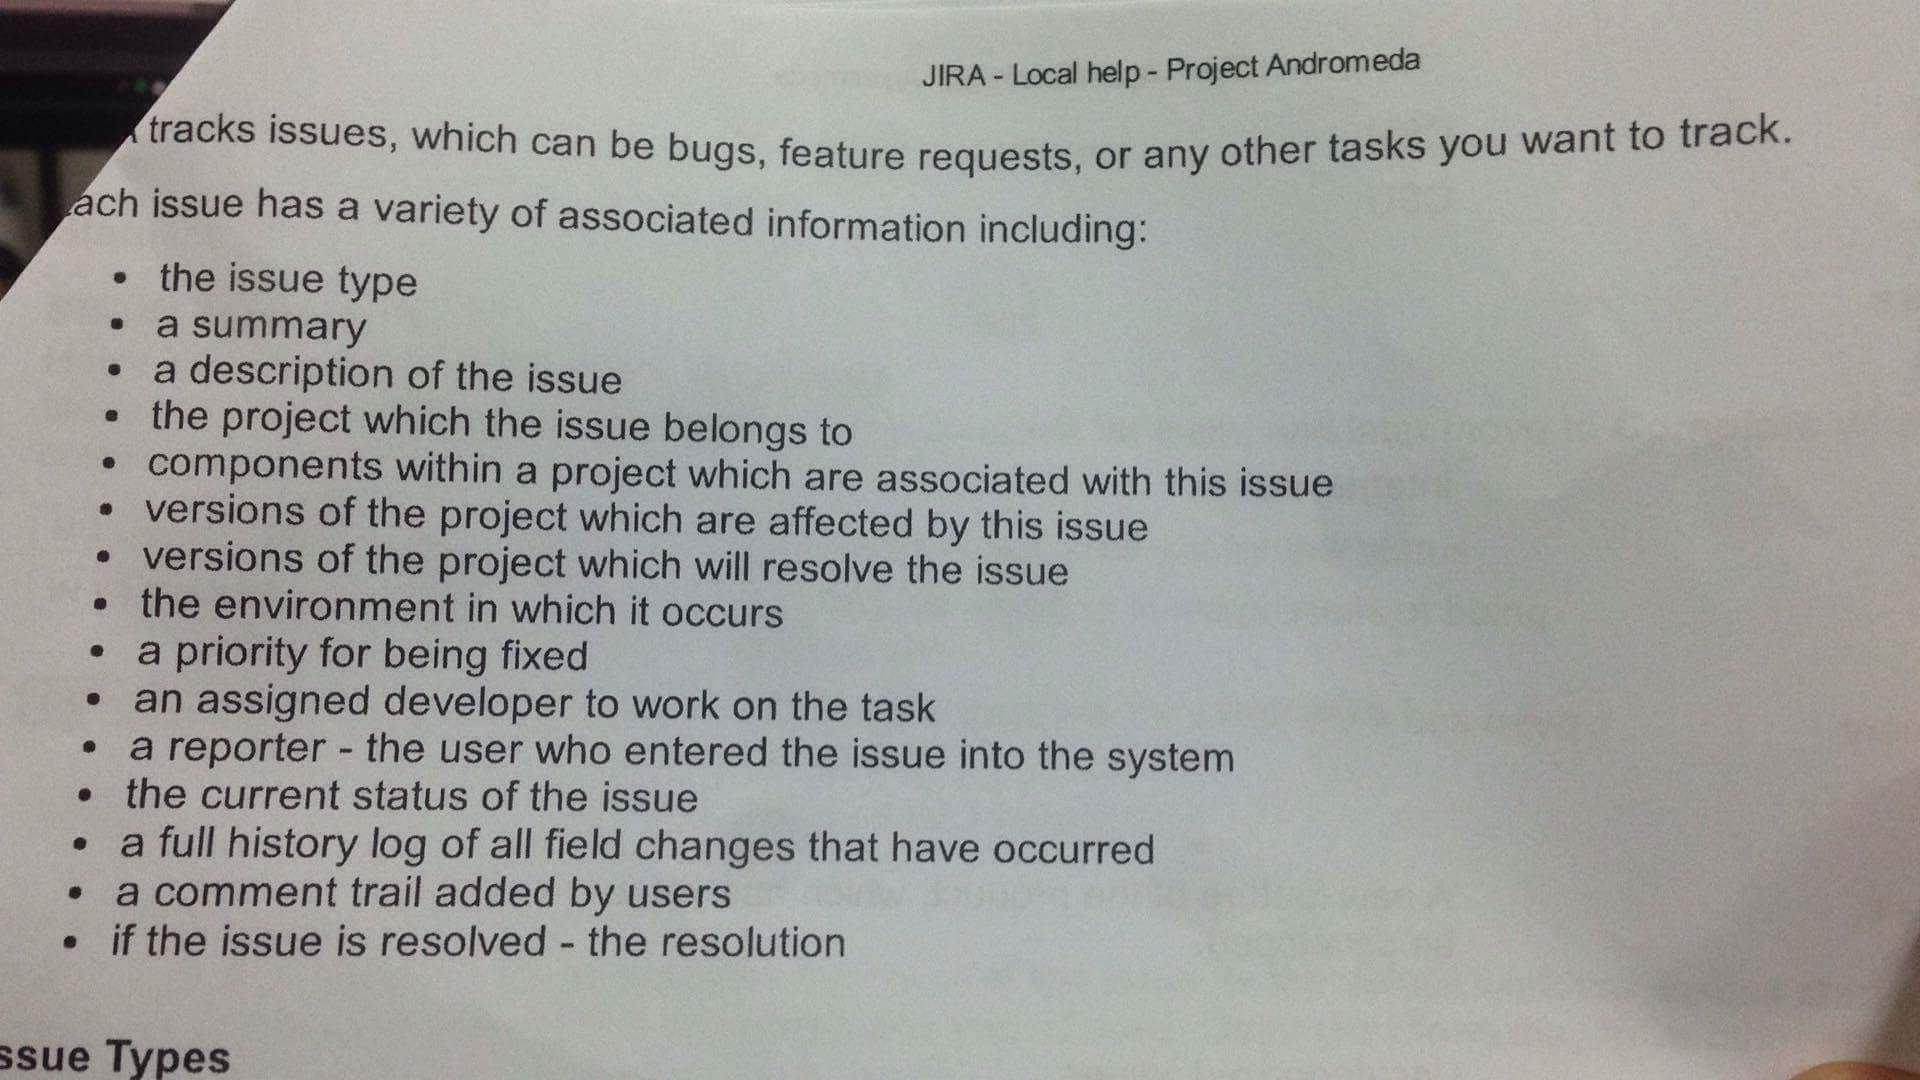 JIRA - Local help - Project Andromeda
tracks issues, which can be bugs, feature requests, or any other tasks you want to track.
ach issue has a variety of associated information including:
• the issue type
• a summary
• a description of the issue
• the project which the issue belongs to
• components within a project which are associated with this issue
• versions of the project which are affected by this issue
• versions of the project which will resolve the issue
• the environment in which it occurs
• a priority for being fixed
• an assigned developer to work on the task
• a reporter - the user who entered the issue into the system
• the current status of the issue
• a full history log of all field changes that have occurred
• a comment trail added by users
• if the issue is resolved - the resolution
ssue Types